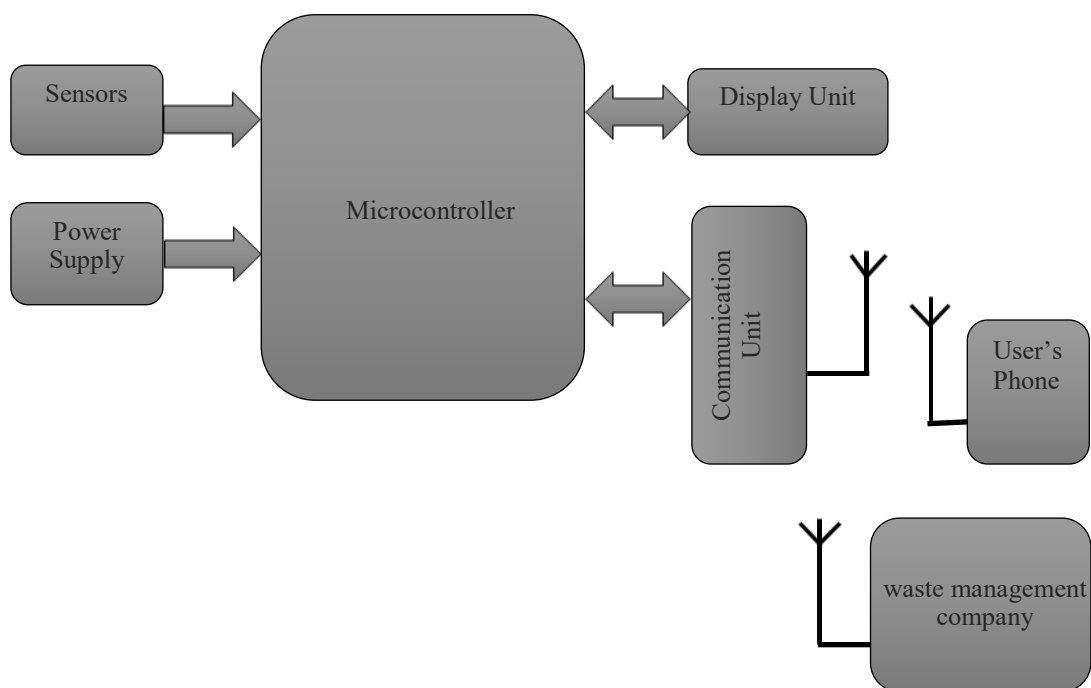 Sensors
Display Unit
Power
Supply
Microcontroller
Communication
Unit
User’s
Phone
waste management
company